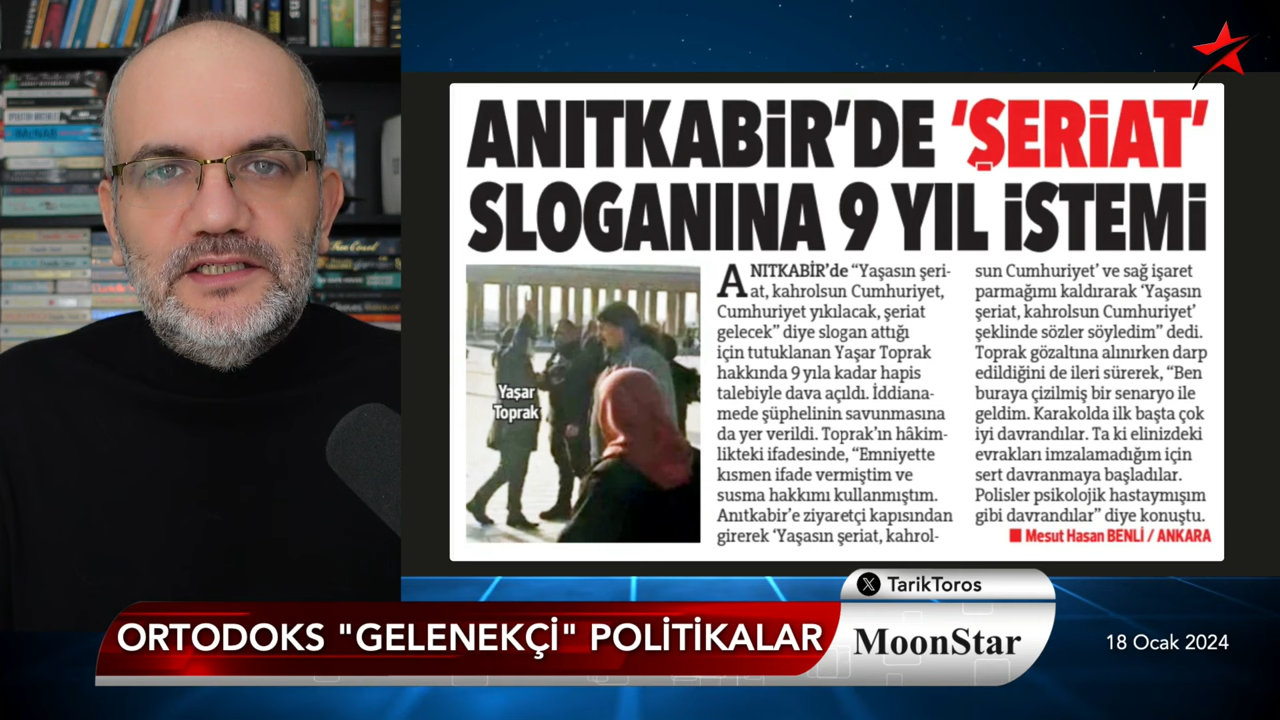 ANITKABİR'DE 'ŞERİAT'
SLOGANINA 9 YIL İSTEMİ
ANITKABİR'de "Yaşasın şeri-
at, kahrolsun Cumhuriyet,
Cumhuriyet yıkılacak, şeriat
gelecek" diye slogan attığı
için tutuklanan Yaşar Toprak
hakkında 9 yıla kadar hapis
talebiyle dava açıldı. İddiana-
mede şüphelinin savunmasına
da yer verildi. Toprak'ın hâkim-
likteki ifadesinde, "Emniyette
kısmen ifade vermiştim ve
susma hakkımı kullanmıştım.
Anıtkabir'e ziyaretçi kapısından
girerek 'Yaşasın şeriat, kahrol-
sun Cumhuriyet' ve sağ işaret
parmağımı kaldırarak 'Yaşasın
şeriat, kahrolsun Cumhuriyet'
şeklinde sözler söyledim" dedi.
Toprak gözaltına alınırken darp
edildiğini de ileri sürerek, "Ben
buraya çizilmiş bir senaryo ile
geldim. Karakolda ilk başta çok
iyi davrandılar. Ta ki elinizdeki
evrakları imzalamadığım için
sert davranmaya başladılar.
Polisler psikolojik hastaymışım
gibi davrandılar" diye konuştu.
Mesut Hasan BENLİ / ANKARA
Yaşar
Toprak
TarikToros
ORTODOKS "GELENEKÇİ" POLİTİKALAR
MoonStar
18 Ocak 2024